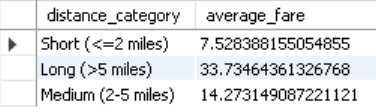 distance_category average_fare
Short (<=2 miles) 7.528388155054855
Long (>5 miles) 33.73464361326768
Medium (2-5 miles) 14.273149087221121